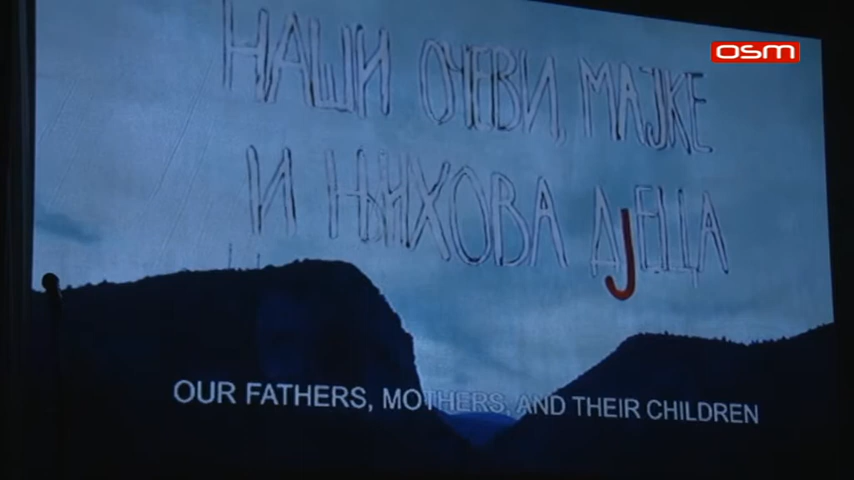 OSM
НАШИ ОЧЕВИ, МАЈКЕ
И ЊИХОВА ДЈЕЦА
OUR FATHERS, MOTHERS, AND THEIR CHILDREN